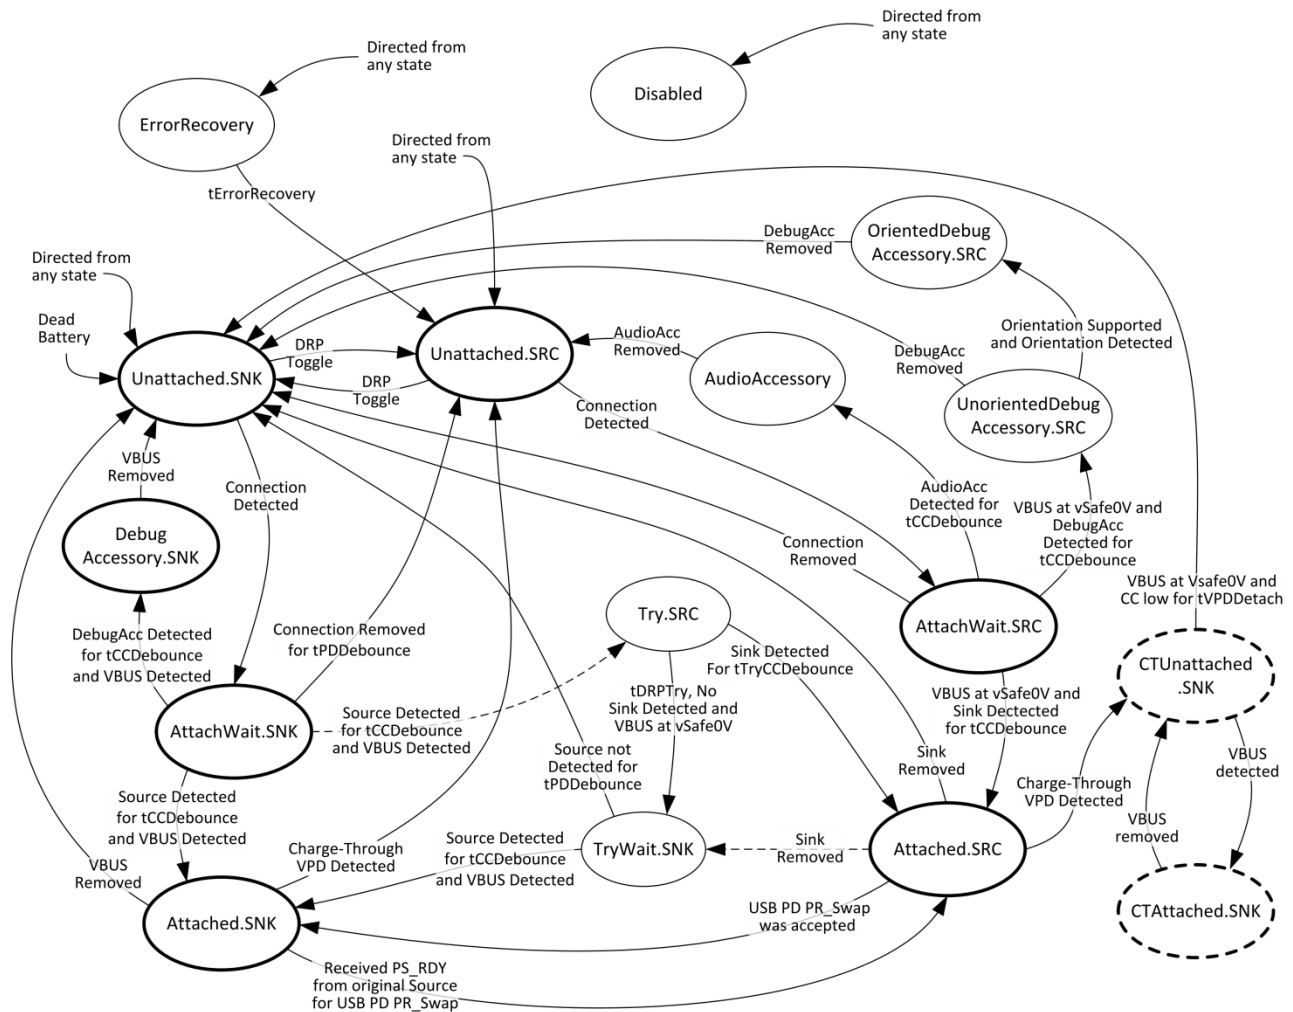 Directed from
any state
Directed from
any state
Disabled
ErrorRecovery
Directed from
any state
tErrorRecovery
OrientedDebug
Accessory.SRC
DebugAcc
Removed
Directed from
any state
Dead
Battery
Orientation Supported
and Orientation Detected
AudioAcc
Removed
DRP
Toggle
Unattached.SRC
DebugAcc
Removed
Unattached.SNK
AudioAccessory
DRP
Toggle
UnorientedDebug
Accessory.SRC
Connection
Detected
VBUS
Removed
Connection
Detected
AudioAcc
Detected for
tCCDebounce
VBUS at vSafe0V and
DebugAcc
Detected for
tCCDebounce
Debug
Accessory.SNK
Connection
Removed
VBUS at Vsafe0V and
CC low for tVPDDetach
Try.SRC
AttachWait.SRC
DebugAcc Detected
for tCCDebounce
and VBUS Detected
Connection Removed
for tPDDebounce
Sink Detected
For tTryCCDebounce
CTUnattached
.SNK
tDRPTry, No
Sink Detected and
VBUS at vSafe0V
VBUS at vSafe0V and
Sink Dectected
for tCCDebounce
AttachWait.SNK
Source Detected
for tCCDebounce
and VBUS Detected
Source not
Detected for
tPDDebounce
Sink
Removed
VBUS
detected
Charge-Through
VPD Detected
Source Detected
for tCCDebounce
and VBUS Detected
VBUS
removed
VBUS
Removed
Charge-Through
VPD Detected
Source Detected
for tCCDebounce
and VBUS Detected
TryWait.SNK
Sink
Removed
Attached.SRC
Attached.SNK
USB PD PR_Swap
was accepted
CTAttached.SNK
Received PS_RDY
from original Source
for USB PD PR_Swap